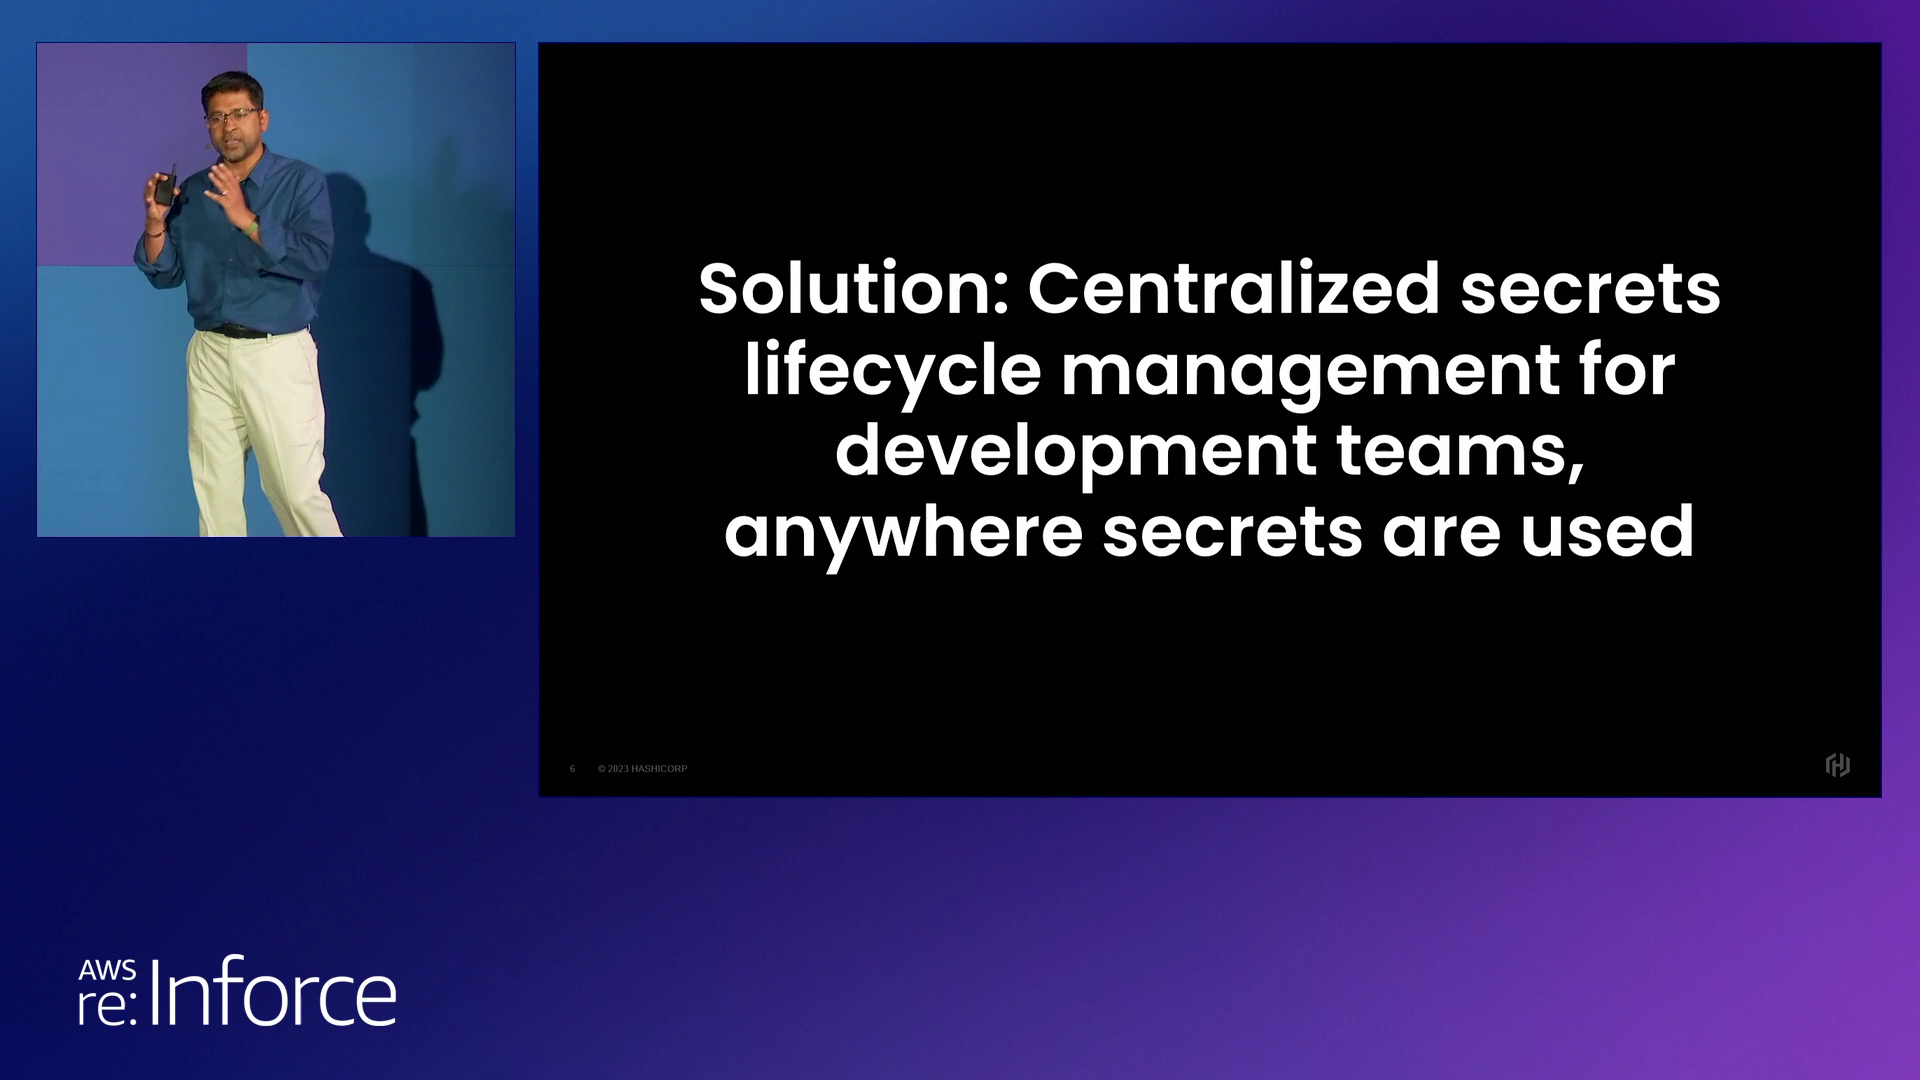 Solution: Centralized secrets
lifecycle management for
development teams,
anywhere secrets are used
6 © 2023 HASHICORP
AWS
re:Inforce